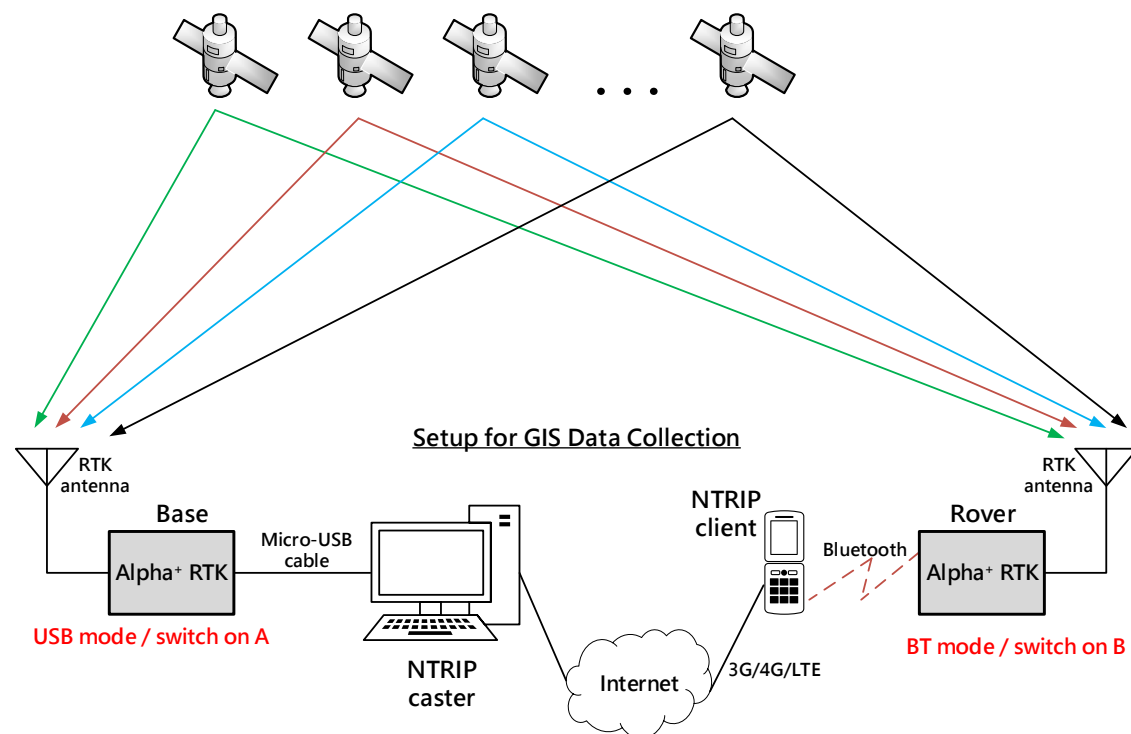 . . .
Setup for GIS Data Collection
RTK
antenna
RTK
antenna
Base
NTRIP
client
Rover
Micro-USB
cable
Bluetooth
Alpha⁺ RTK
Alpha⁺ RTK
USB mode / switch on A
BT mode / switch on B
NTRIP
caster
Internet
3G/4G/LTE